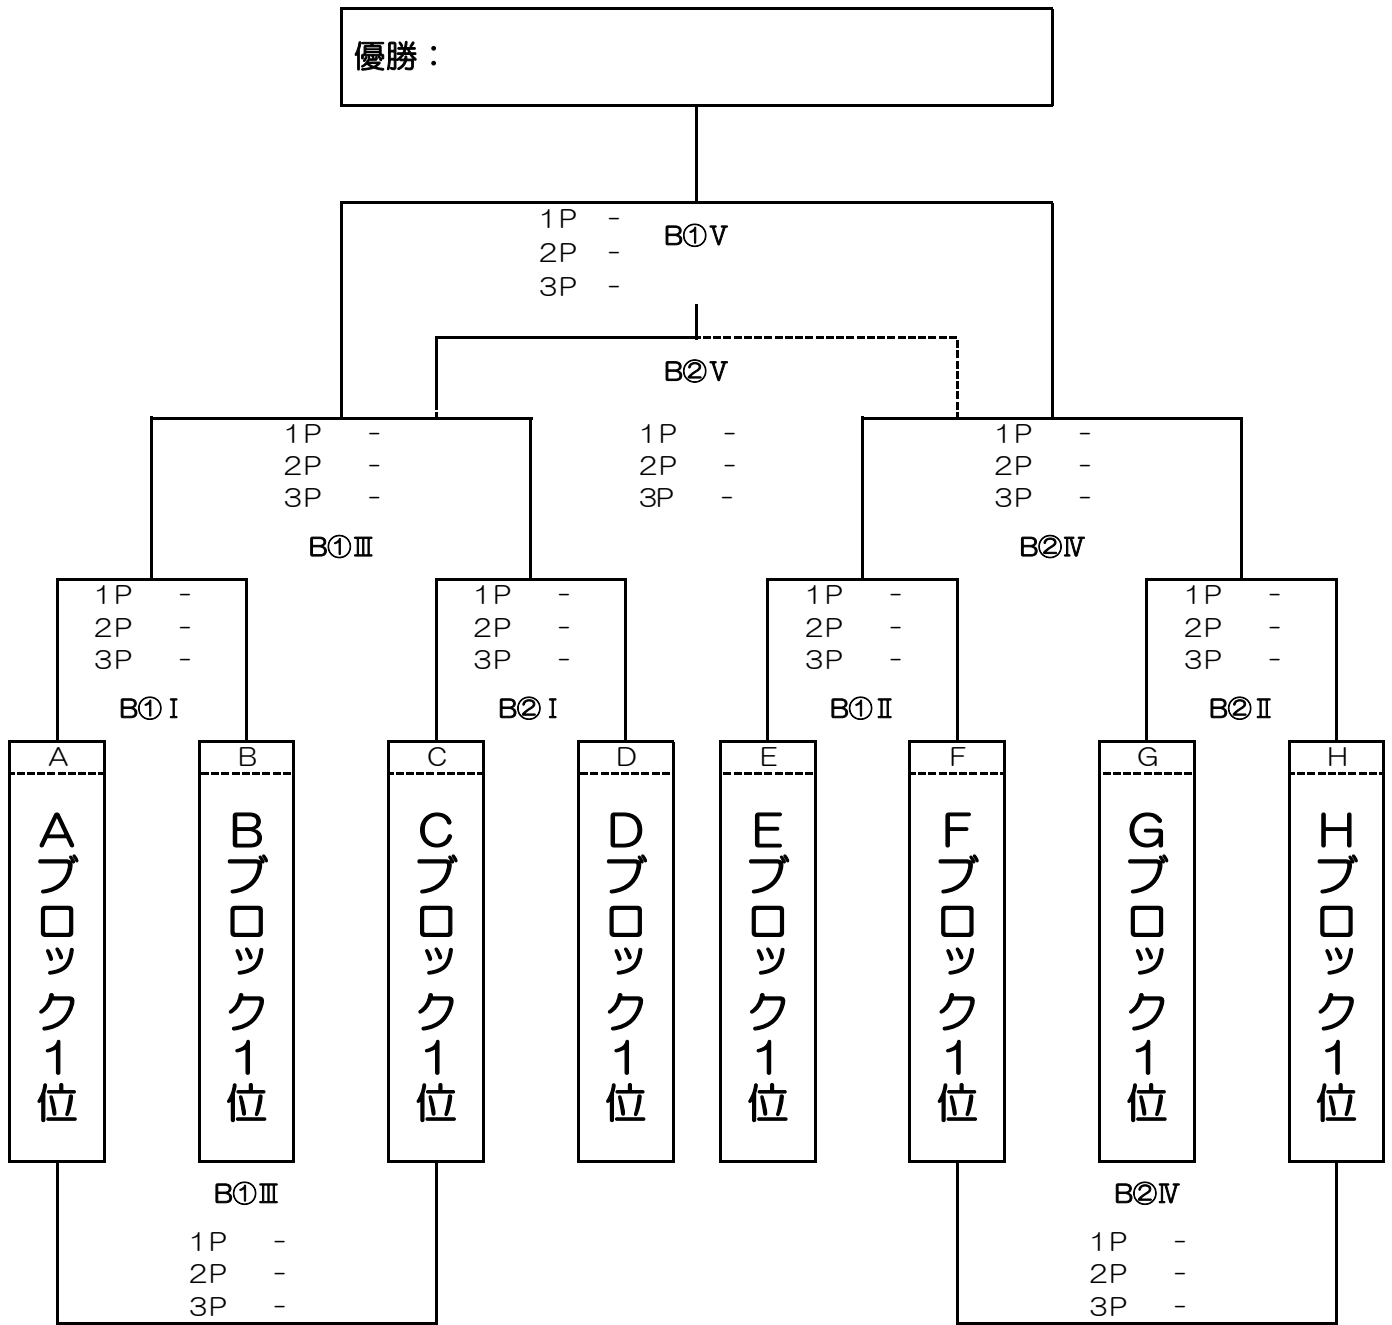 優勝：
1P -
B①Ⅴ
2P -
3P -
B②Ⅴ
1P - 1P - 1P -
2P - 2P - 2P -
3P - 3P - 3P -
B①Ⅲ B②Ⅳ
1P - 1P - 1P - 1P -
2P - 2P - 2P - 2P -
3P - 3P - 3P - 3P -
B①Ⅰ B②Ⅰ B①Ⅱ B②Ⅱ
A B C D E F G H
Aブロック1位
Bブロック1位
Cブロック1位
Dブロック1位
Eブロック1位
Fブロック1位
Gブロック1位
Hブロック1位
B①Ⅲ B②Ⅳ
1P - 1P -
2P - 2P -
3P - 3P -